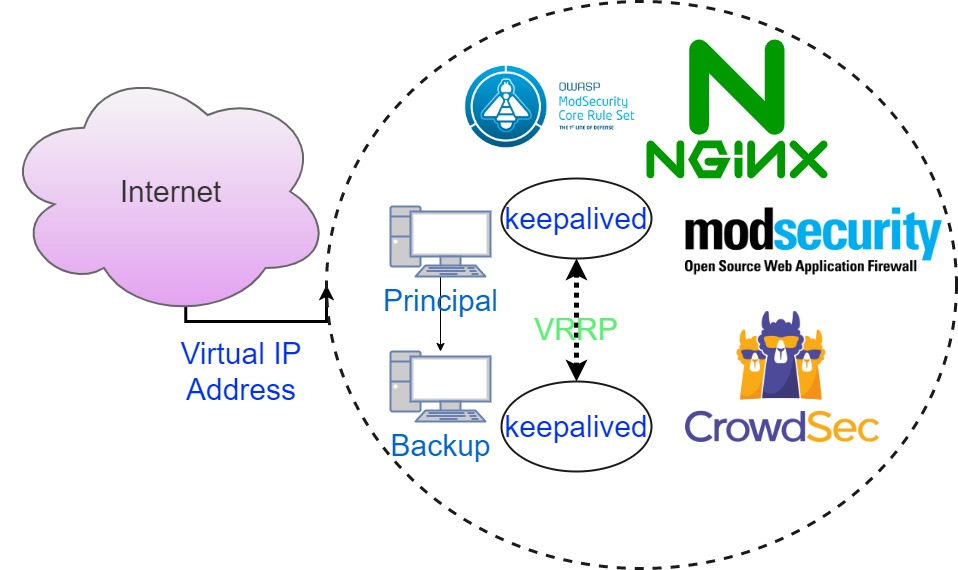 OWASP
ModSecurity
Core Rule Set
THE 1ST LINE OF DEFENSE
NGINX
Internet
keepalived
modsecurity
Open Source Web Application Firewall
Principal
VRRP
Virtual IP
Address
Backup
keepalived
CrowdSec